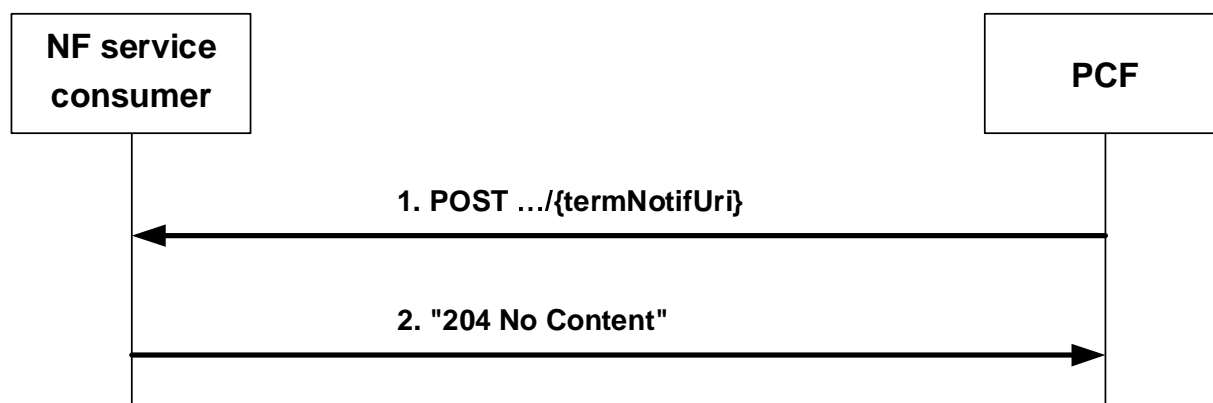 NF service
consumer
PCF
1. POST …/{termNotifUri}
2. "204 No Content"